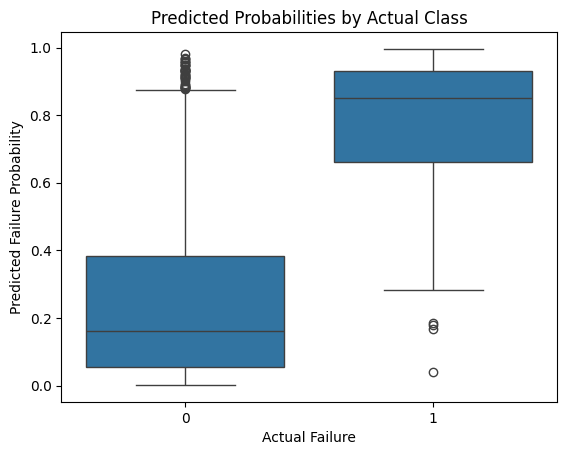 Predicted Probabilities by Actual Class
Predicted Failure Probability
1.0
0.8
0.6
0.4
0.2
0.0
0 1
Actual Failure